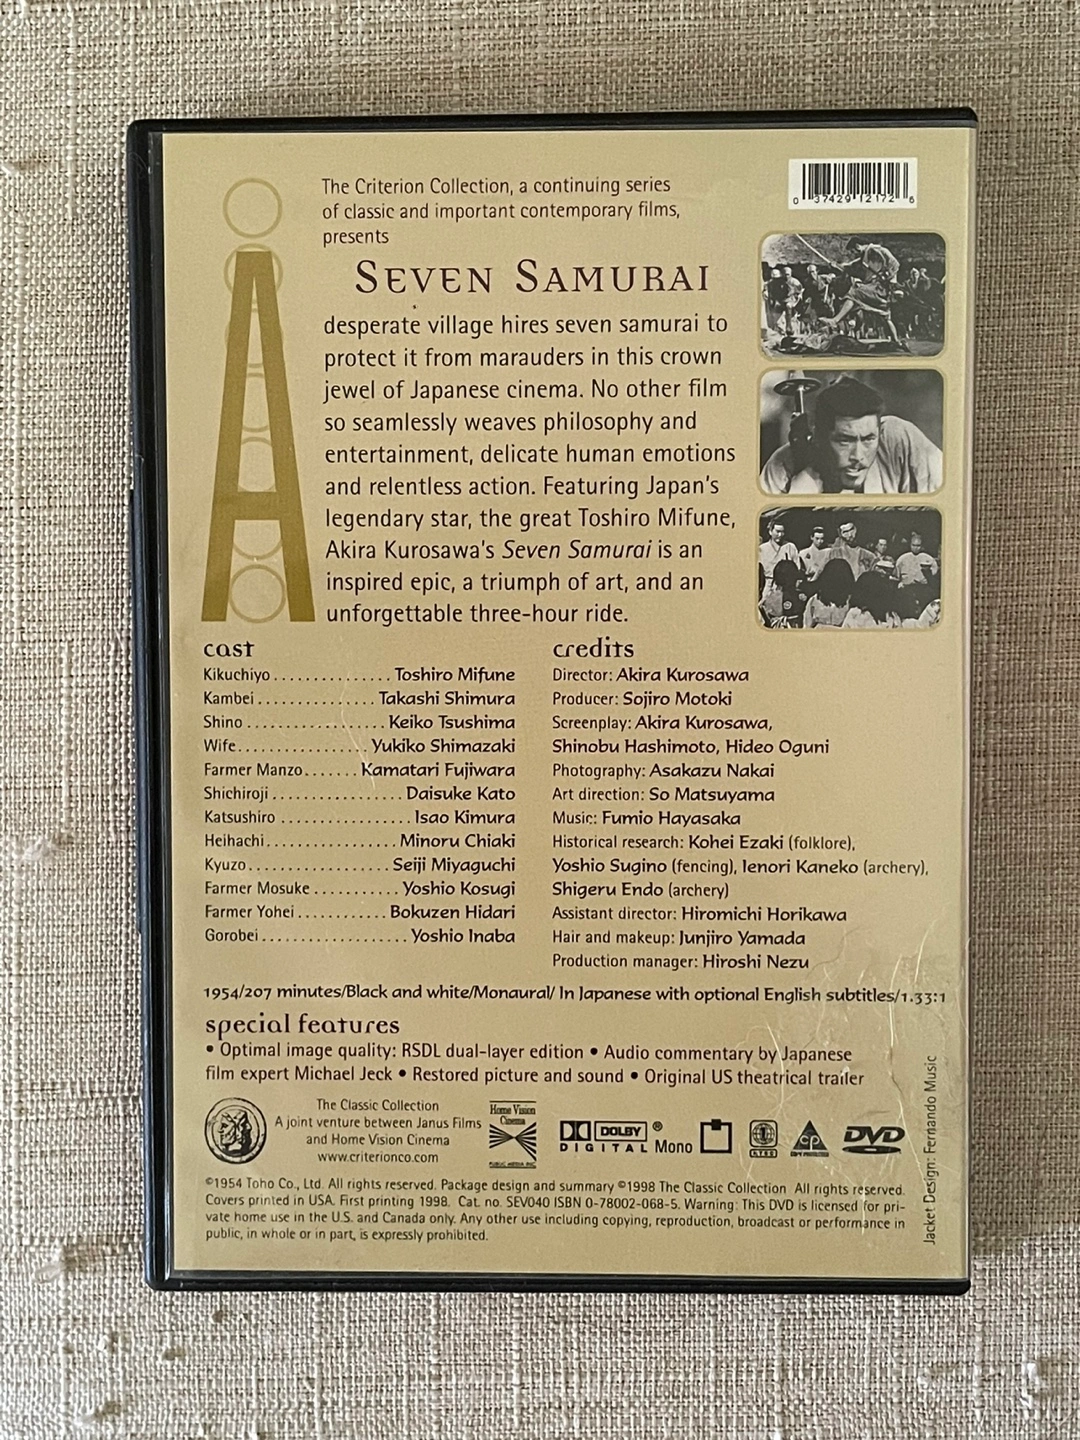 The Criterion Collection, a continuing series
of classic and important contemporary films,
presents
0 37429 12172 6
SEVEN SAMURAI
A
desperate village hires seven samurai to
protect it from marauders in this crown
jewel of Japanese cinema. No other film
so seamlessly weaves philosophy and
entertainment, delicate human emotions
and relentless action. Featuring Japan's
legendary star, the great Toshiro Mifune,
Akira Kurosawa's Seven Samurai is an
inspired epic, a triumph of art, and an
unforgettable three-hour ride.
cast
Kikuchiyo ............... Toshiro Mifune
Kambei ................ Takashi Shimura
Shino .................. Keiko Tsushima
Wife................. Yukiko Shimazaki
Farmer Manzo....... Kamatari Fujiwara
Shichiroji ................. Daisuke Kato
Katsushiro ................. Isao Kimura
Heihachi................. Minoru Chiaki
Kyuzo.................. Seiji Miyaguchi
Farmer Mosuke ........... Yoshio Kosugi
Farmer Yohei ............ Bokuzen Hidari
Gorobei................... Yoshio Inaba
credits
Director: Akira Kurosawa
Producer: Sojiro Motoki
Screenplay: Akira Kurosawa,
Shinobu Hashimoto, Hideo Oguni
Photography: Asakazu Nakai
Art direction: So Matsuyama
Music: Fumio Hayasaka
Historical research: Kohei Ezaki (folklore),
Yoshio Sugino (fencing), Ienori Kaneko (archery),
Shigeru Endo (archery)
Assistant director: Hiromichi Horikawa
Hair and makeup: Junjiro Yamada
Production manager: Hiroshi Nezu
1954/207 minutes/Black and white/Monaural/ In Japanese with optional English subtitles/1.33:1
special features
• Optimal image quality: RSDL dual-layer edition • Audio commentary by Japanese
film expert Michael Jeck • Restored picture and sound • Original US theatrical trailer
The Classic Collection
A joint venture between Janus Films
and Home Vision Cinema
www.criterionco.com
Home Vision
Cinema
PUBLIC MEDIA INC.
DOLBY ®
DIGITAL Mono
NTSC
CP
COPY PROTECTED
DVD
VIDEO
©1954 Toho Co., Ltd. All rights reserved. Package design and summary ©1998 The Classic Collection All rights reserved.
Covers printed in USA. First printing 1998. Cat. no. SEV040 ISBN 0-78002-068-5. Warning: This DVD is licensed for pri-
vate home use in the U.S. and Canada only. Any other use including copying, reproduction, broadcast or performance in
public, in whole or in part, is expressly prohibited.
Jacket Design: Fernando Music